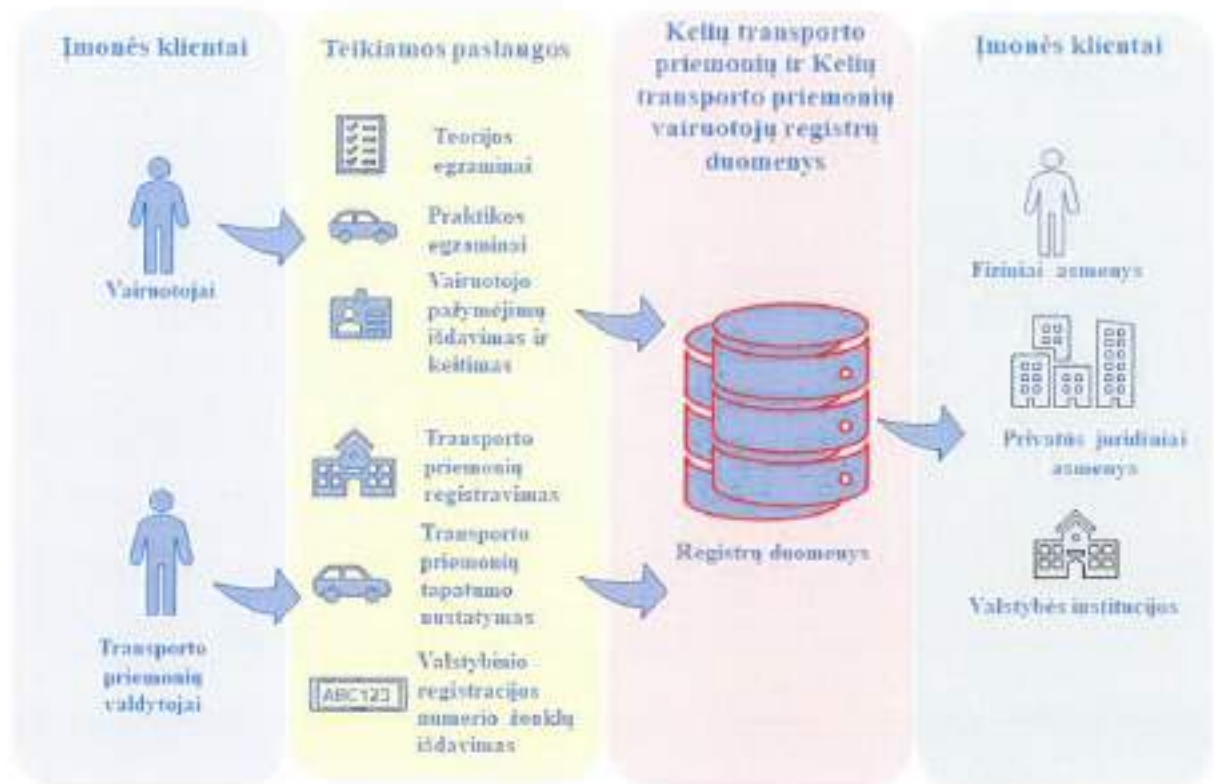 Įmonės klientai
Vairuotojai
Transporto
priemonių
valdytojai
Teikiamos paslaugos
Teorijos
egzaminai
Praktikos
egzaminai
Vairuotojo
pažymėjimų
išdavimas ir
keitimas
Transporto
priemonių
registravimas
Transporto
priemonių
tapatumo
nustatymas
ABC123
Valstybinio
registracijos
numerio ženklų
išdavimas
Kelių transporto
priemonių ir Kelių
transporto priemonių
vairuotojų registrų
duomenys
Registrų duomenys
Įmonės klientai
Fiziniai asmenys
Privatūs juridiniai
asmenys
Valstybės institucijos